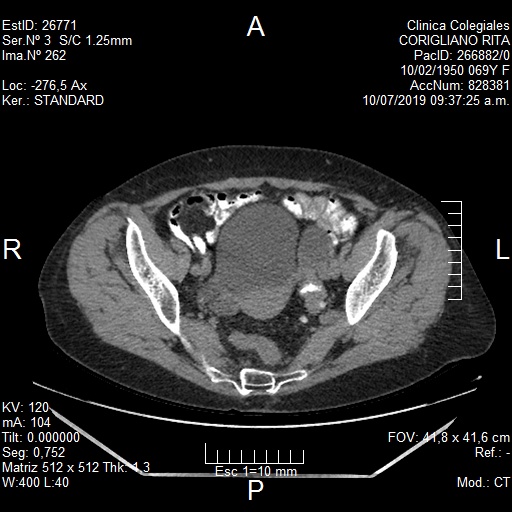 EstID: 26771
Ser.Nº 3 S/C 1.25mm
Ima.Nº 262
Loc: -276,5 Ax
Ker.: STANDARD
A
Clinica Colegiales
CORIGLIANO RITA
PacID: 266882/0
10/02/1950 069Y F
AccNum: 828381
10/07/2019 09:37:25 a.m.
R
L
KV: 120
mA: 104
Tilt: 0.000000
Seg: 0,752
Matriz 512 x 512 Thk: 1.3
W:400 L:40
Esc 1=10 mm
P
FOV: 41,8 x 41,6 cm
Ref.: -
Mod.: CT